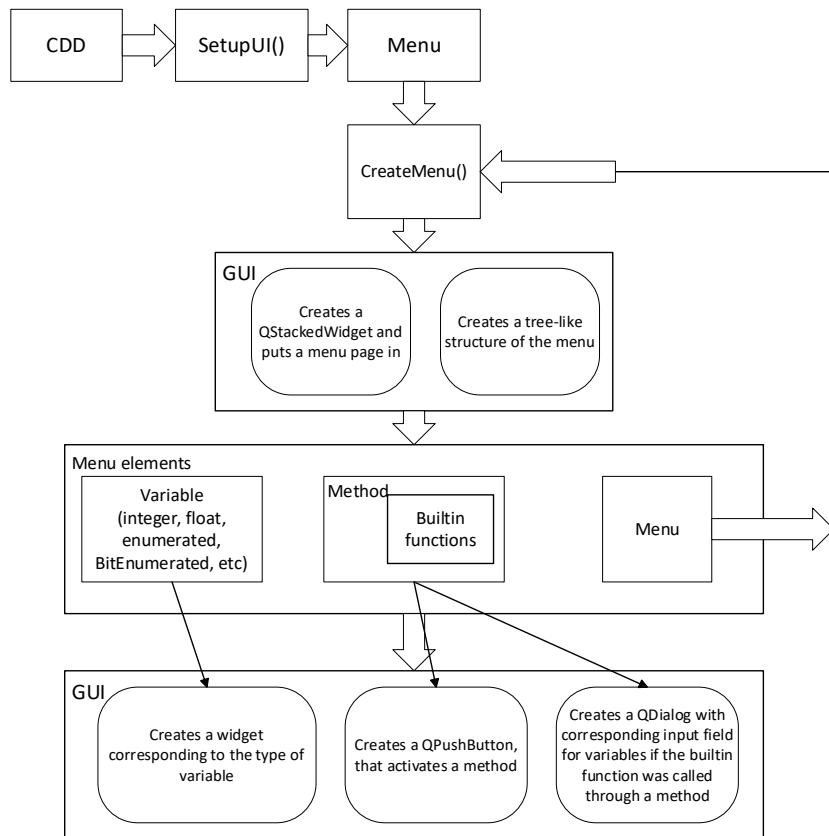 CDD
SetupUI()
Menu
CreateMenu()
GUI
Creates a
QStackedWidget and
puts a menu page in
Creates a tree-like
structure of the menu
Menu elements
Variable
(integer, float,
enumerated,
BitEnumerated, etc)
Method
Builtin
functions
Menu
GUI
Creates a widget
corresponding to the type of
variable
Creates a QPushButton,
that activates a method
Creates a QDialog with
corresponding input field
for variables if the builtin
function was called
through a method